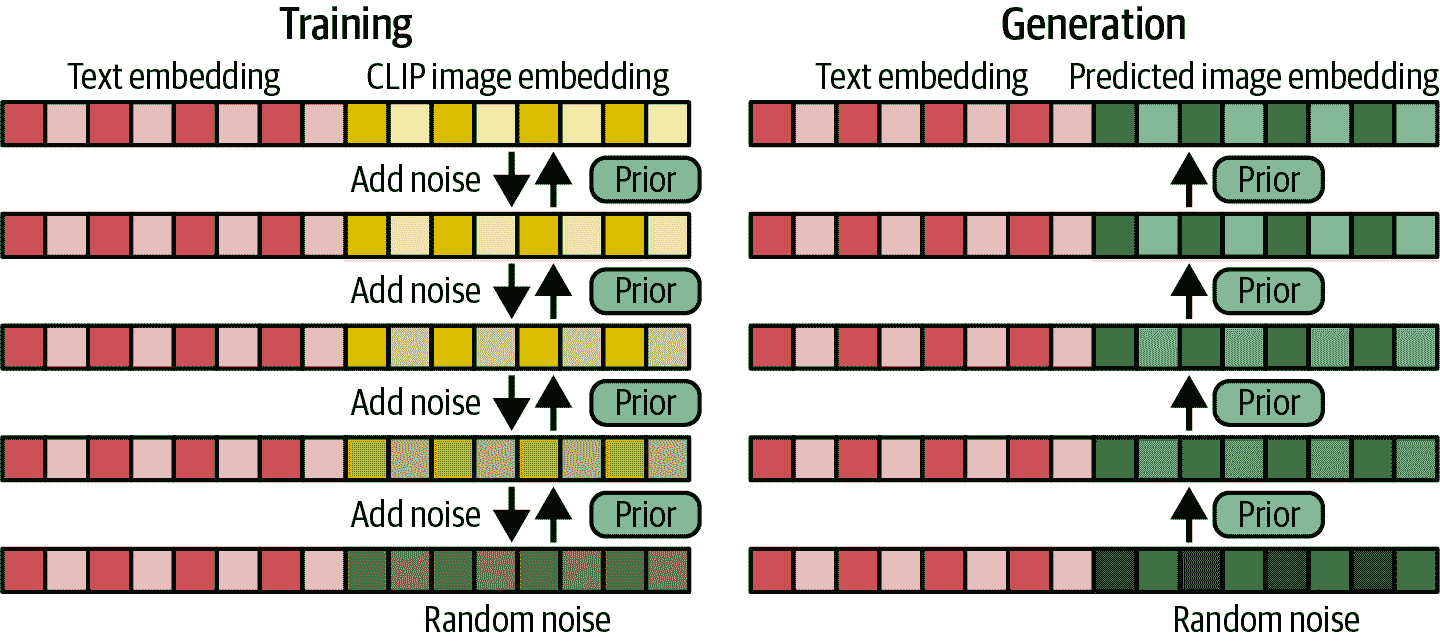 Training
Generation
Text embedding
CLIP image embedding
Text embedding
Predicted image embedding
Add noise
Prior
Prior
Add noise
Prior
Prior
Add noise
Prior
Prior
Add noise
Prior
Prior
Random noise
Random noise